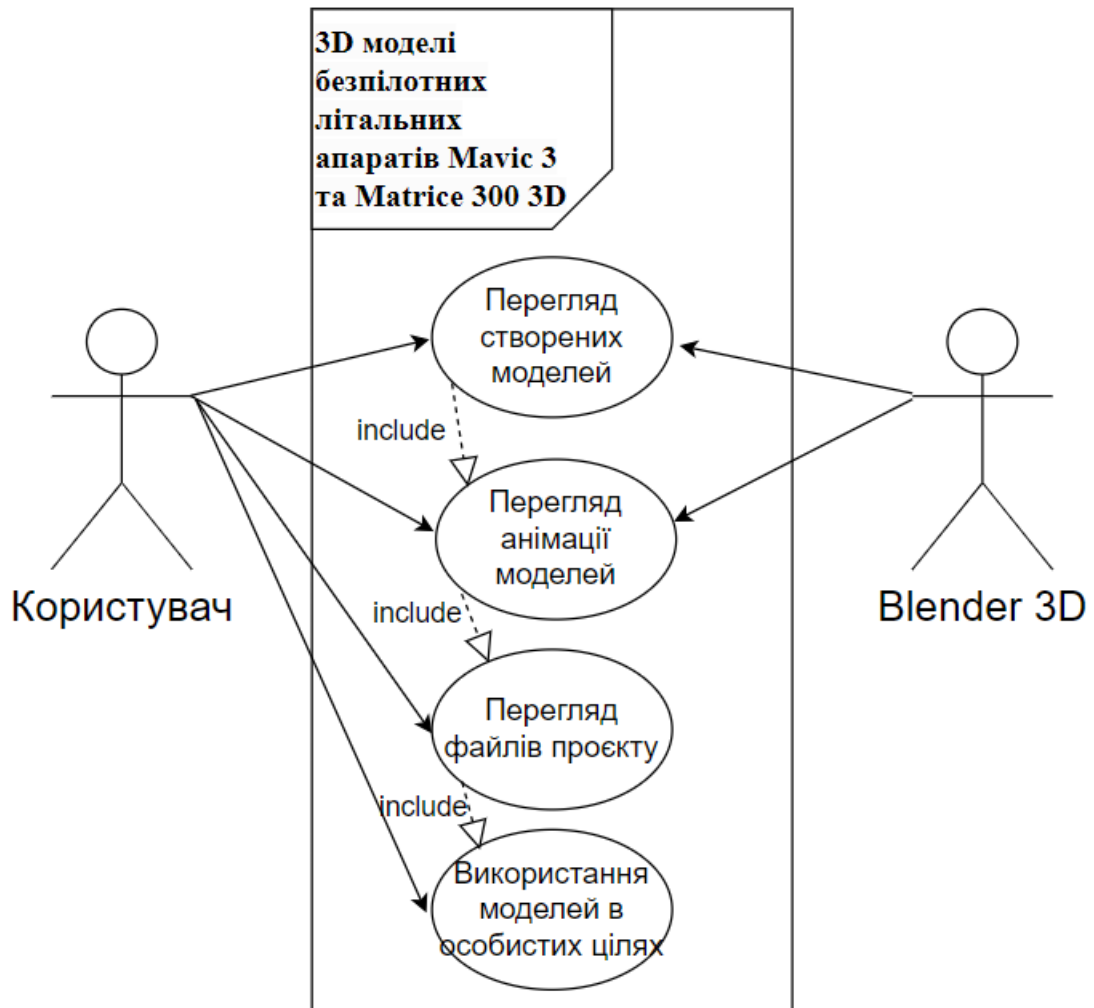 3D моделі
безпілотних
літальних
апаратів Mavic 3
та Matrice 300 3D
Перегляд
створених
моделей
include
Перегляд
анімації
моделей
Користувач
Blender 3D
include
Перегляд
файлів проєкту
include
Використання
моделей в
особистих цілях